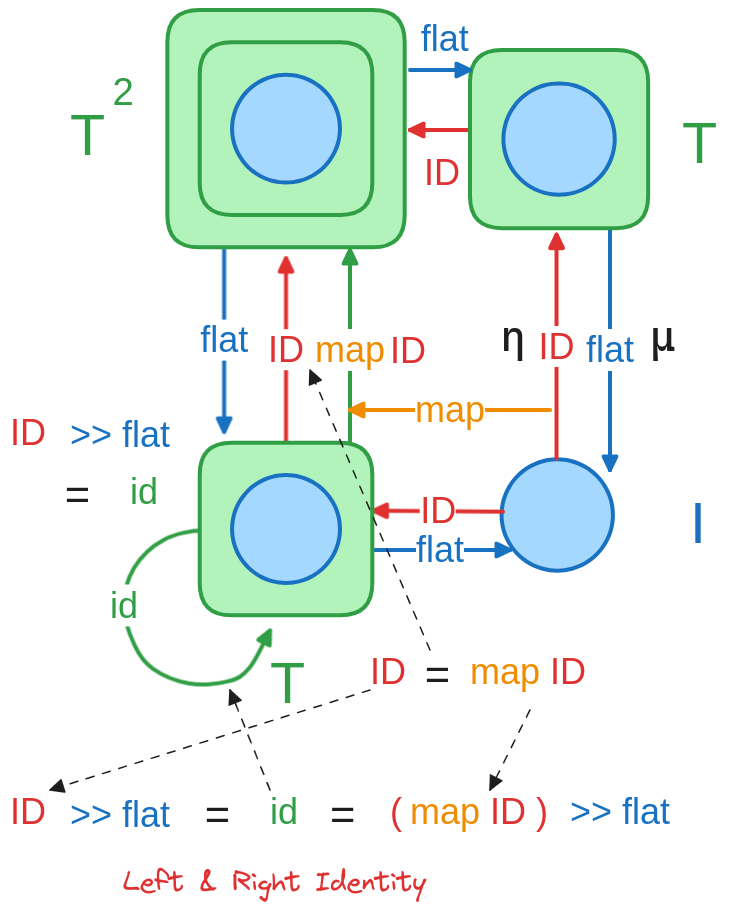 flat
T 2
T
ID
flat
ID
map ID
η
ID
flat
μ
map
ID >> flat
= id
ID
flat
I
id
T
ID = map ID
ID >> flat = id = ( map ID ) >> flat
Left & Right Identity